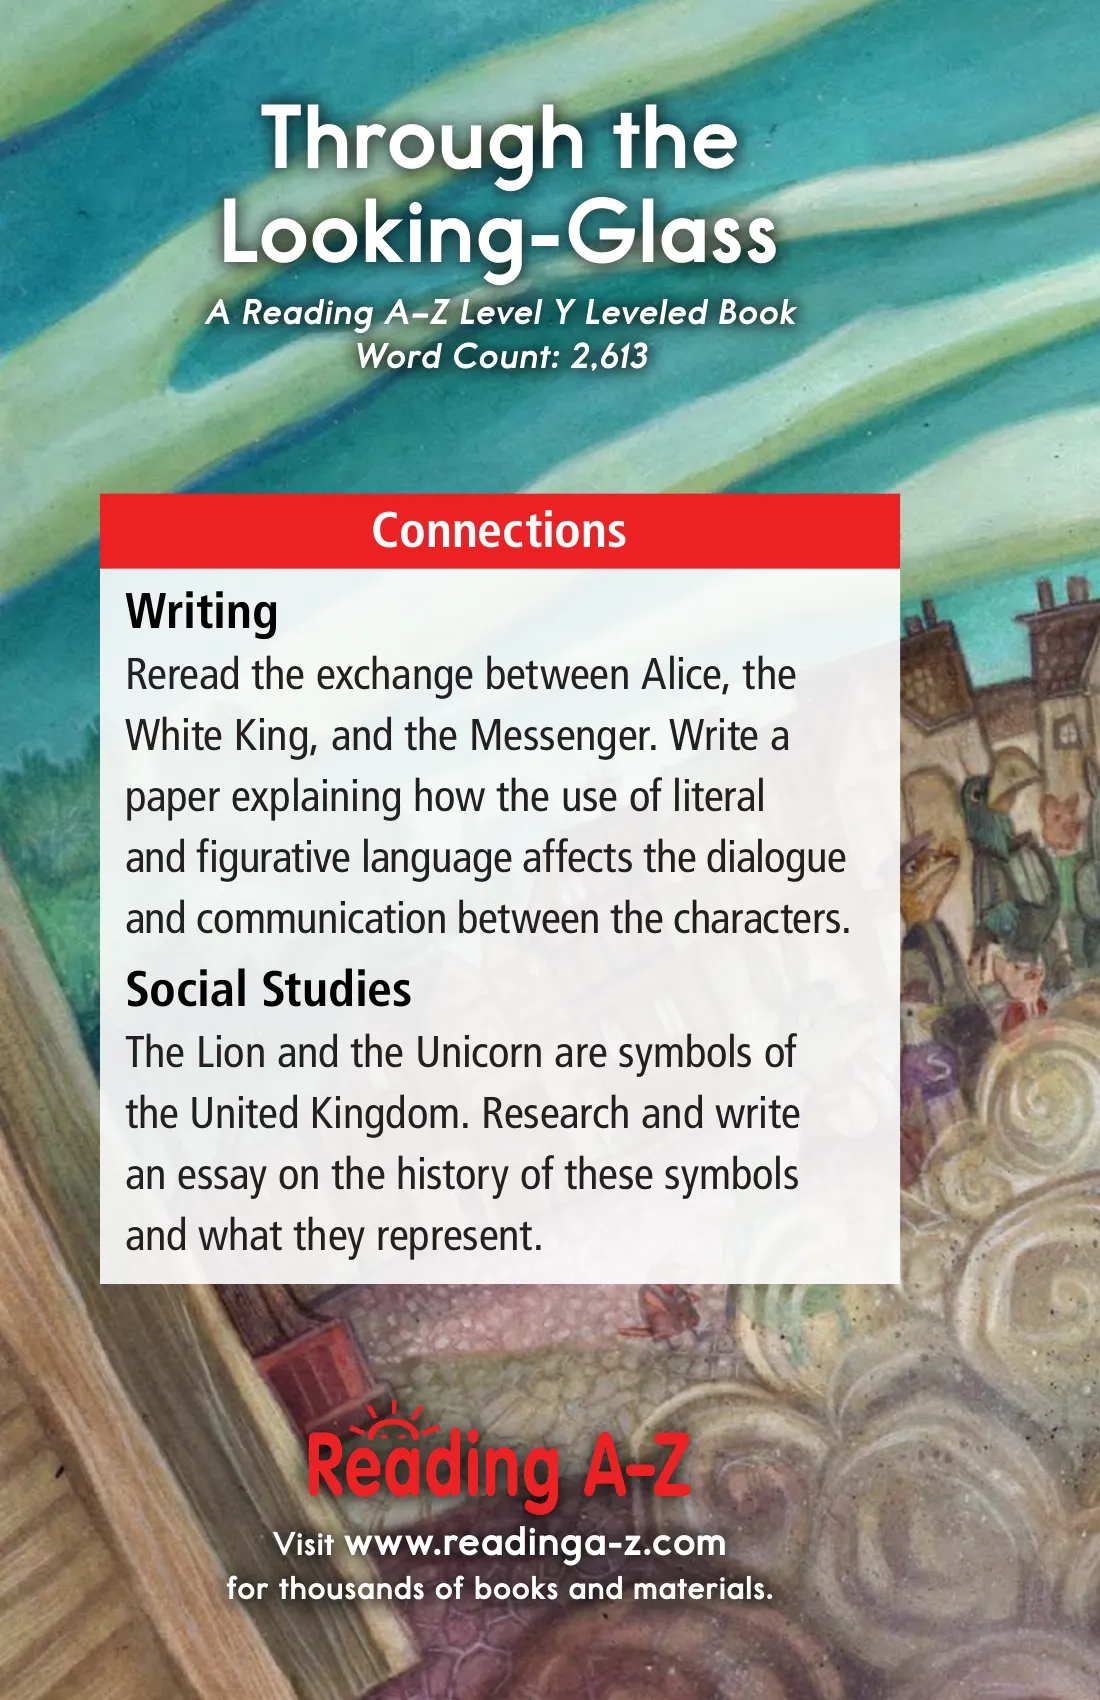 Through the
Looking-Glass
A Reading A–Z Level Y Leveled Book
Word Count: 2,613
Connections
Writing
Reread the exchange between Alice, the
White King, and the Messenger. Write a
paper explaining how the use of literal
and figurative language affects the dialogue
and communication between the characters.
Social Studies
The Lion and the Unicorn are symbols of
the United Kingdom. Research and write
an essay on the history of these symbols
and what they represent.
Reading A–Z
Visit www.readinga-z.com
for thousands of books and materials.